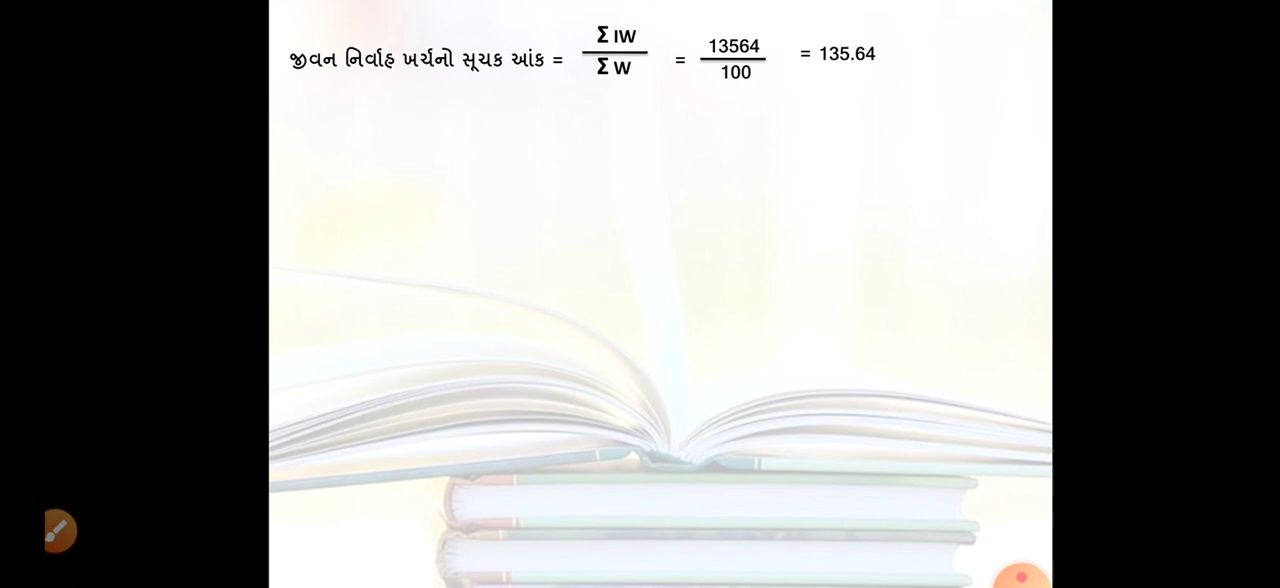 જીવન નિર્વાહ ખર્ચનો સૂચક આંક = Σ IW / Σ W = 13564 / 100 = 135.64